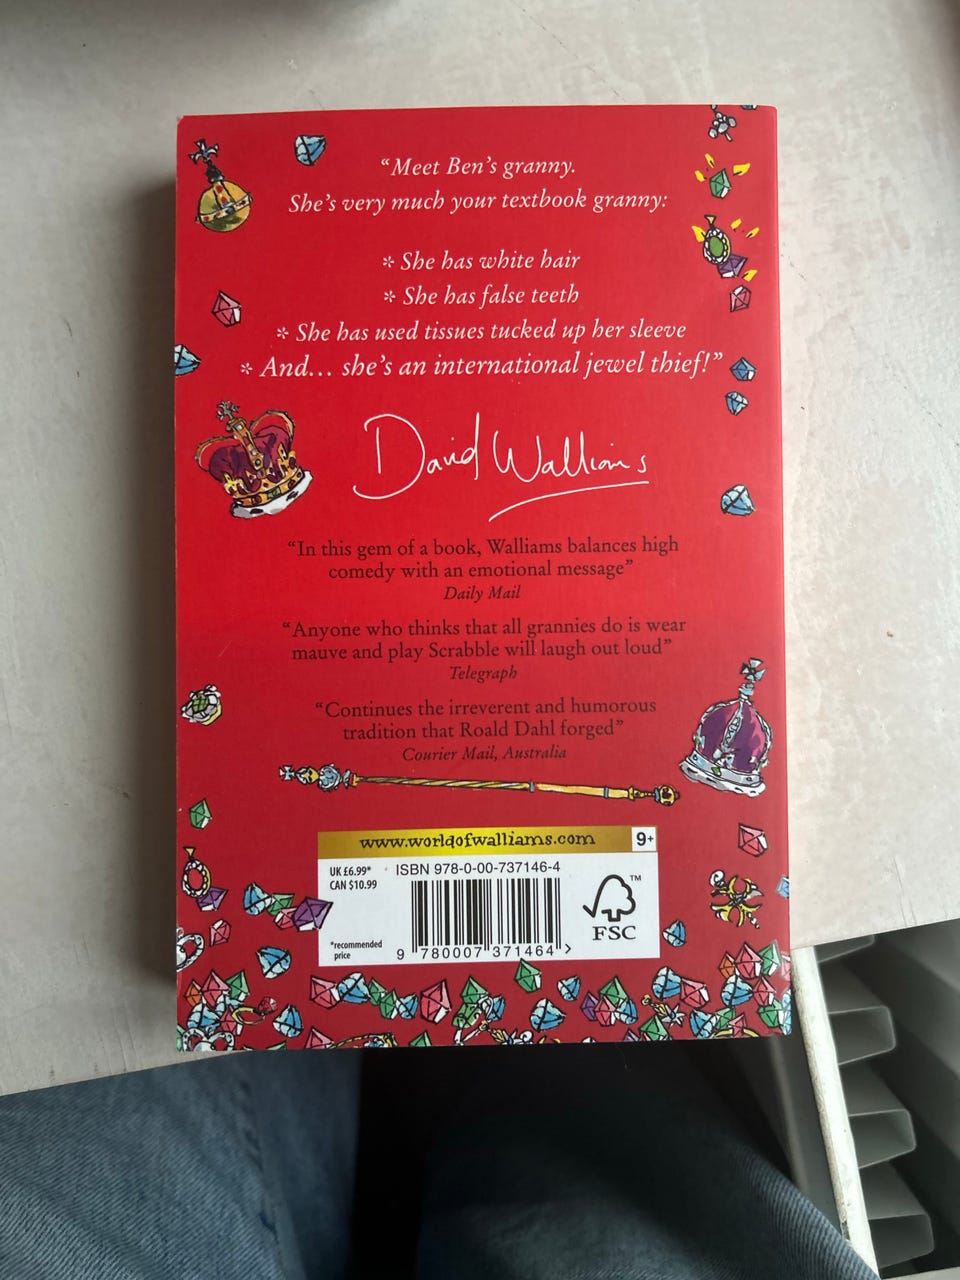 “Meet Ben’s granny.
She’s very much your textbook granny:
* She has white hair
* She has false teeth
* She has used tissues tucked up her sleeve
* And... she’s an international jewel thief!”
David Walliams
“In this gem of a book, Walliams balances high
comedy with an emotional message”
Daily Mail
“Anyone who thinks that all grannies do is wear
mauve and play Scrabble will laugh out loud”
Telegraph
“Continues the irreverent and humorous
tradition that Roald Dahl forged”
Courier Mail, Australia
www.worldofwalliams.com 9+
UK £6.99*
CAN $10.99
ISBN 978-0-00-737146-4
*recommended
price
9 780007 371464 >
TM
FSC